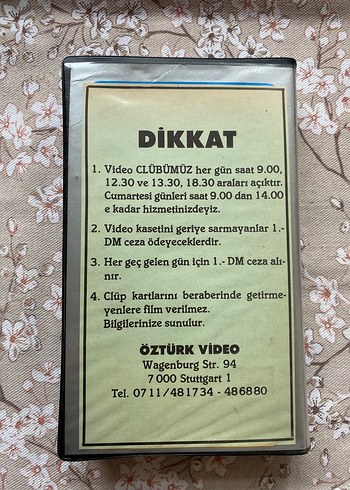 DİKKAT
1. Video CLÜBÜMÜZ her gün saat 9.00,
12.30 ve 13.30, 18.30 araları açıktır.
Cumartesi günleri saat 9.00 dan 14.00
e kadar hizmetinizdeyiz.
2. Video kasetini geriye sarmayanlar 1.-
DM ceza ödeyeceklerdir.
3. Her geç gelen gün için 1.- DM ceza alı-
nır.
4. Clüp kartlarını beraberinde getirme-
yenlere film verilmez.
Bilgilerinize sunulur.
ÖZTÜRK VİDEO
Wagenburg Str. 94
7 000 Stuttgart 1
Tel. 0711/481734 - 486880